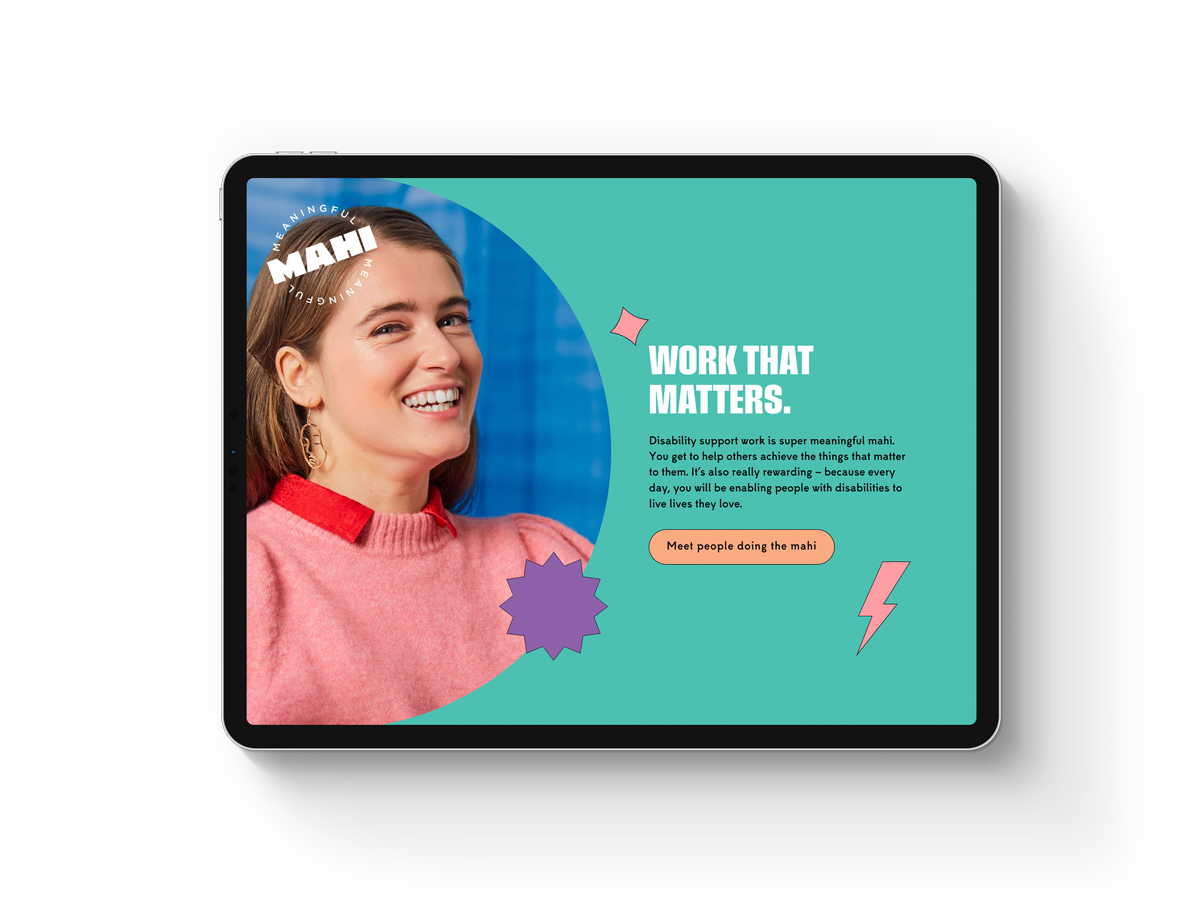 MEANINGFUL
MAHI
MEANINGFUL
WORK THAT
MATTERS.
Disability support work is super meaningful mahi.
You get to help others achieve the things that matter
to them. It's also really rewarding – because every
day, you will be enabling people with disabilities to
live lives they love.
Meet people doing the mahi